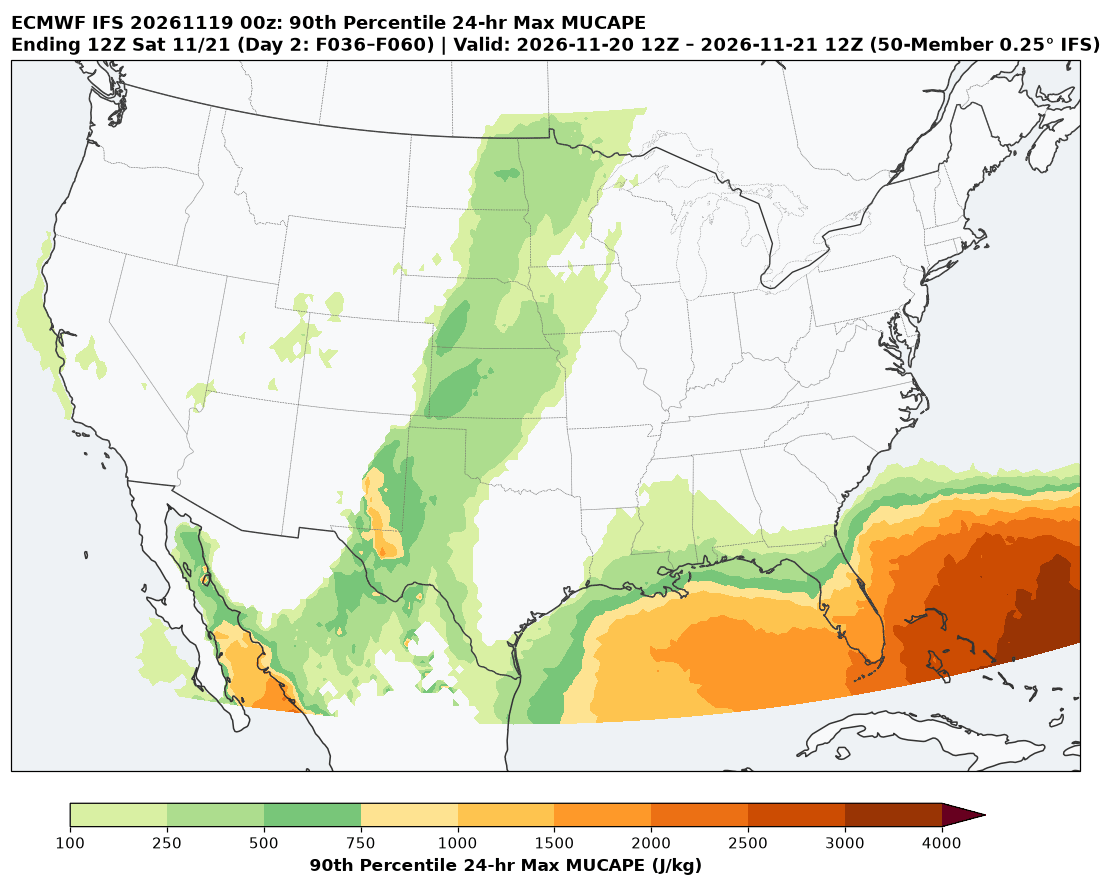 ECMWF IFS 20261119 00z: 90th Percentile 24-hr Max MUCAPE
Ending 12Z Sat 11/21 (Day 2: F036–F060) | Valid: 2026-11-20 12Z – 2026-11-21 12Z (50-Member 0.25° IFS)
100 250 500 750 1000 1500 2000 2500 3000 4000
90th Percentile 24-hr Max MUCAPE (J/kg)